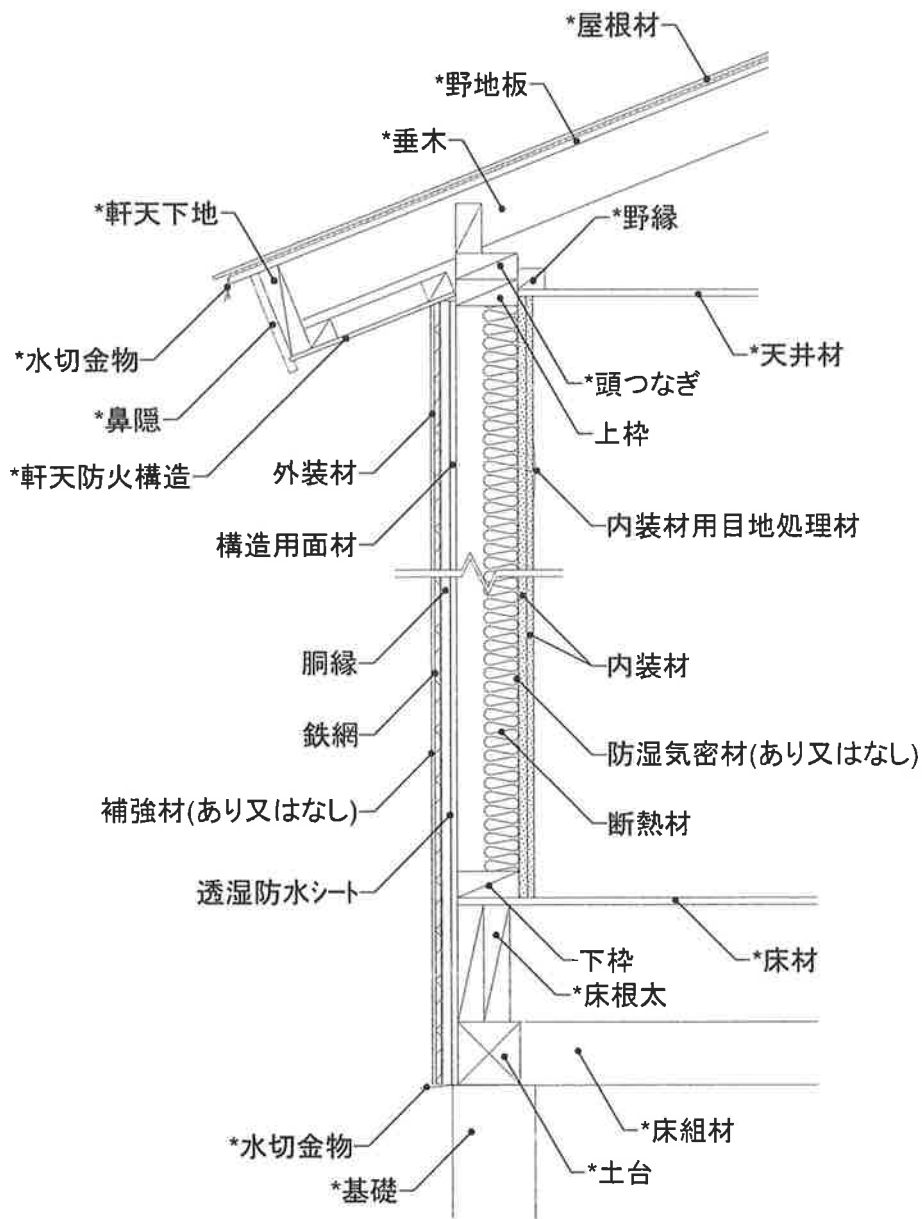 *屋根材
*野地板
*垂木
*軒天下地
*野縁
*水切金物
*天井材
*頭つなぎ
*鼻隠
上枠
*軒天防火構造
外装材
内装材用目地処理材
構造用面材
胴縁
内装材
鉄網
防湿気密材(あり又はなし)
補強材(あり又はなし)
断熱材
透湿防水シート
下枠
*床材
*床根太
*水切金物
*床組材
*土台
*基礎